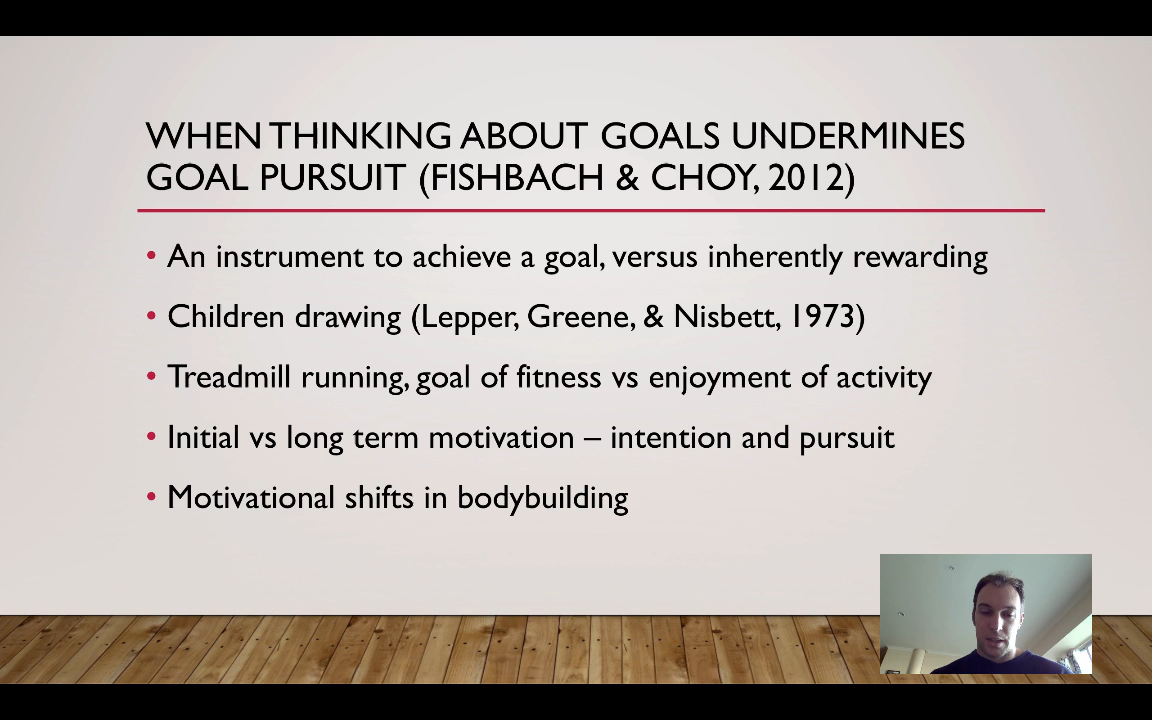 WHEN THINKING ABOUT GOALS UNDERMINES
GOAL PURSUIT (FISHBACH & CHOY, 2012)
• An instrument to achieve a goal, versus inherently rewarding
• Children drawing (Lepper, Greene, & Nisbett, 1973)
• Treadmill running, goal of fitness vs enjoyment of activity
• Initial vs long term motivation – intention and pursuit
• Motivational shifts in bodybuilding